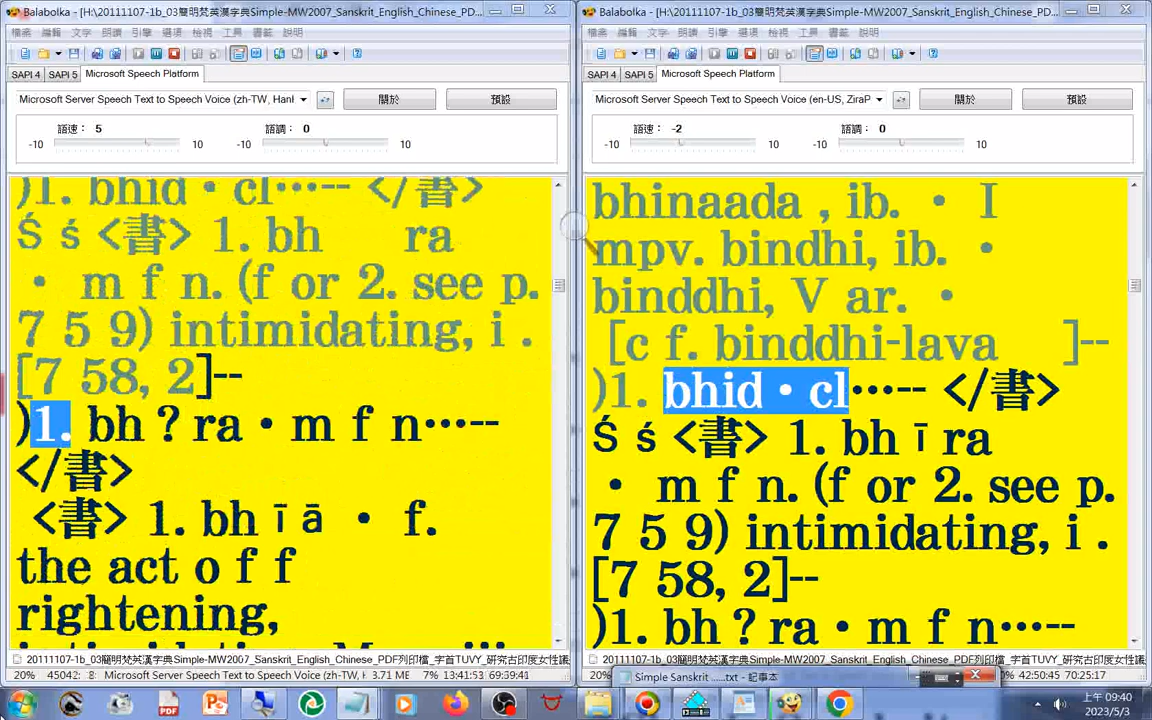 Balabolka - [H:\20111107-1b_03簡明梵英漢字典Simple-MW2007_Sanskrit_English_Chinese_PD...
檔案 編輯 文字 朗讀 引擎 選項 檢視 工具 書籤 說明
SAPI 4 SAPI 5 Microsoft Speech Platform
Microsoft Server Speech Text to Speech Voice (zh-TW, Hanl 關於 預設
語速： 5 語調： 0
-10 10 -10 10
)1. bhid・cl…-- </書>
Ś ś <書> 1. bh ra
・ m f n. (f or 2. see p.
7 5 9) intimidating, i .
[7 58, 2]--
)1. bh ? ra・m f n…--
</書>
<書> 1. bh ī ā ・ f.
the act o f f
rightening,
20111107-1b_03簡明梵英漢字典Simple-MW2007_Sanskrit_English_Chinese_PDF列印檔_字首TUVY_研究古印度女性議
20% 45042: 8 Microsoft Server Speech Text to Speech Voice (zh-TW, 3.71 ME 7% 13:41:53 69:39:41
Balabolka - [H:\20111107-1b_03簡明梵英漢字典Simple-MW2007_Sanskrit_English_Chinese_PD...
檔案 編輯 文字 朗讀 引擎 選項 檢視 工具 書籤 說明
SAPI 4 SAPI 5 Microsoft Speech Platform
Microsoft Server Speech Text to Speech Voice (en-US, ZiraP 關於 預設
語速： -2 語調： 0
-10 10 -10 10
bhinaada , ib. ・ I
mpv. bindhi, ib. ・
binddhi, V ar. ・
[c f. binddhi-lava ]--
)1. bhid・cl…-- </書>
Ś ś <書> 1. bh ī ra
・ m f n. (f or 2. see p.
7 5 9) intimidating, i .
[7 58, 2]--
)1. bh ? ra・m f n…--
20111107-1b_03簡明梵英漢字典Simple-MW2007_Sanskrit_English_Chinese_PDF列印檔_字首TUVY_研究古印度女性議
20% Simple Sanskrit ...txt - 記事本 0% 42:50:45 70:25:17
上午 09:40
2023/5/3